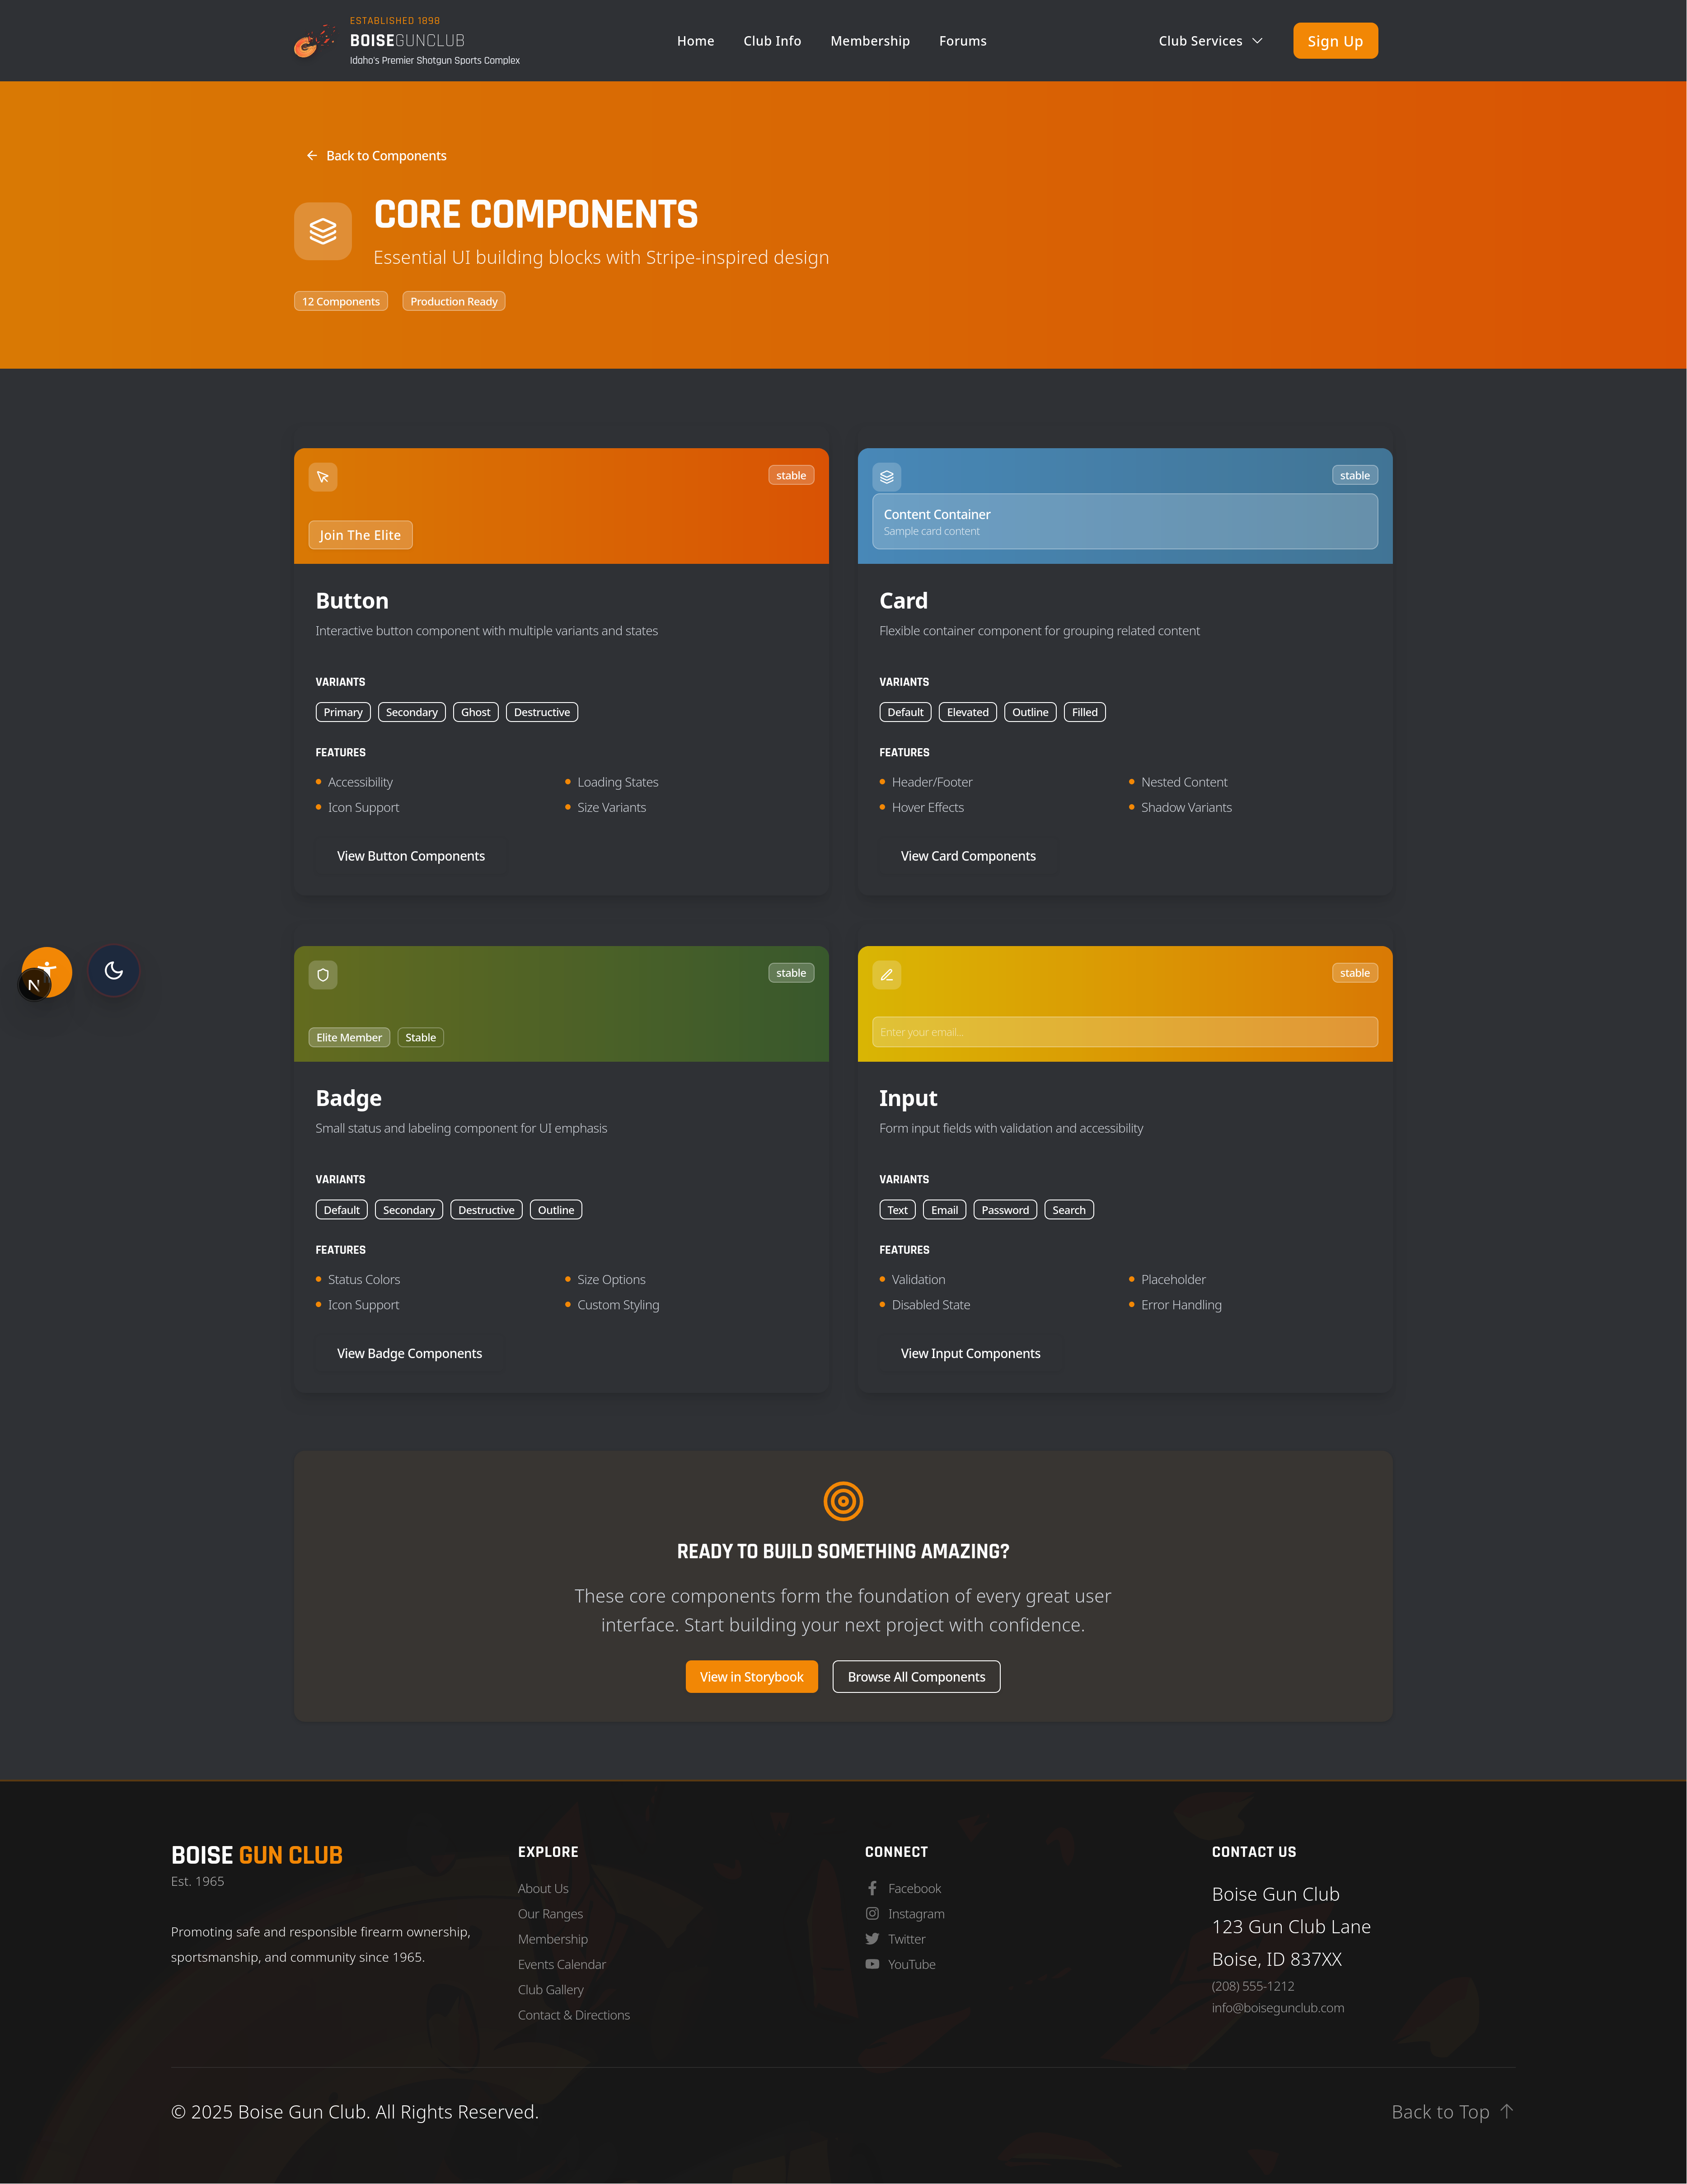 ESTABLISHED 1898
BOISEGUNCLUB
Idaho's Premier Shotgun Sports Complex
Home
Club Info
Membership
Forums
Club Services
Sign Up
Back to Components
CORE COMPONENTS
Essential UI building blocks with Stripe-inspired design
12 Components
Production Ready
stable
Join The Elite
Button
Interactive button component with multiple variants and states
VARIANTS
Primary
Secondary
Ghost
Destructive
FEATURES
Accessibility
Loading States
Icon Support
Size Variants
View Button Components
stable
Content Container
Sample card content
Card
Flexible container component for grouping related content
VARIANTS
Default
Elevated
Outline
Filled
FEATURES
Header/Footer
Nested Content
Hover Effects
Shadow Variants
View Card Components
N
stable
Elite Member
Stable
Badge
Small status and labeling component for UI emphasis
VARIANTS
Default
Secondary
Destructive
Outline
FEATURES
Status Colors
Size Options
Icon Support
Custom Styling
View Badge Components
stable
Enter your email...
Input
Form input fields with validation and accessibility
VARIANTS
Text
Email
Password
Search
FEATURES
Validation
Placeholder
Disabled State
Error Handling
View Input Components
READY TO BUILD SOMETHING AMAZING?
These core components form the foundation of every great user
interface. Start building your next project with confidence.
View in Storybook
Browse All Components
BOISE GUN CLUB
Est. 1965
Promoting safe and responsible firearm ownership,
sportsmanship, and community since 1965.
EXPLORE
About Us
Our Ranges
Membership
Events Calendar
Club Gallery
Contact & Directions
CONNECT
Facebook
Instagram
Twitter
YouTube
CONTACT US
Boise Gun Club
123 Gun Club Lane
Boise, ID 837XX
(208) 555-1212
info@boisegunclub.com
© 2025 Boise Gun Club. All Rights Reserved.
Back to Top